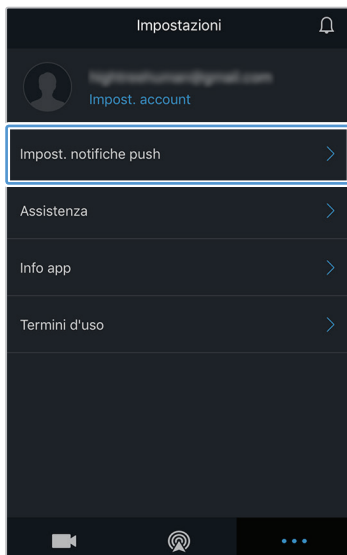 Impostazioni
Impost. account
Impost. notifiche push
Assistenza
Info app
Termini d'uso